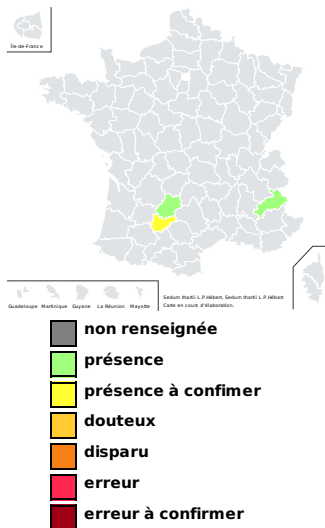 Île-de-France
Guadeloupe Martinique Guyane La Réunion Mayotte
Sedum thartii L.P.Hébert, Sedum thartii L.P.Hébert
Carte en cours d'élaboration.
non renseignée
présence
présence à confimer
douteux
disparu
erreur
erreur à confirmer